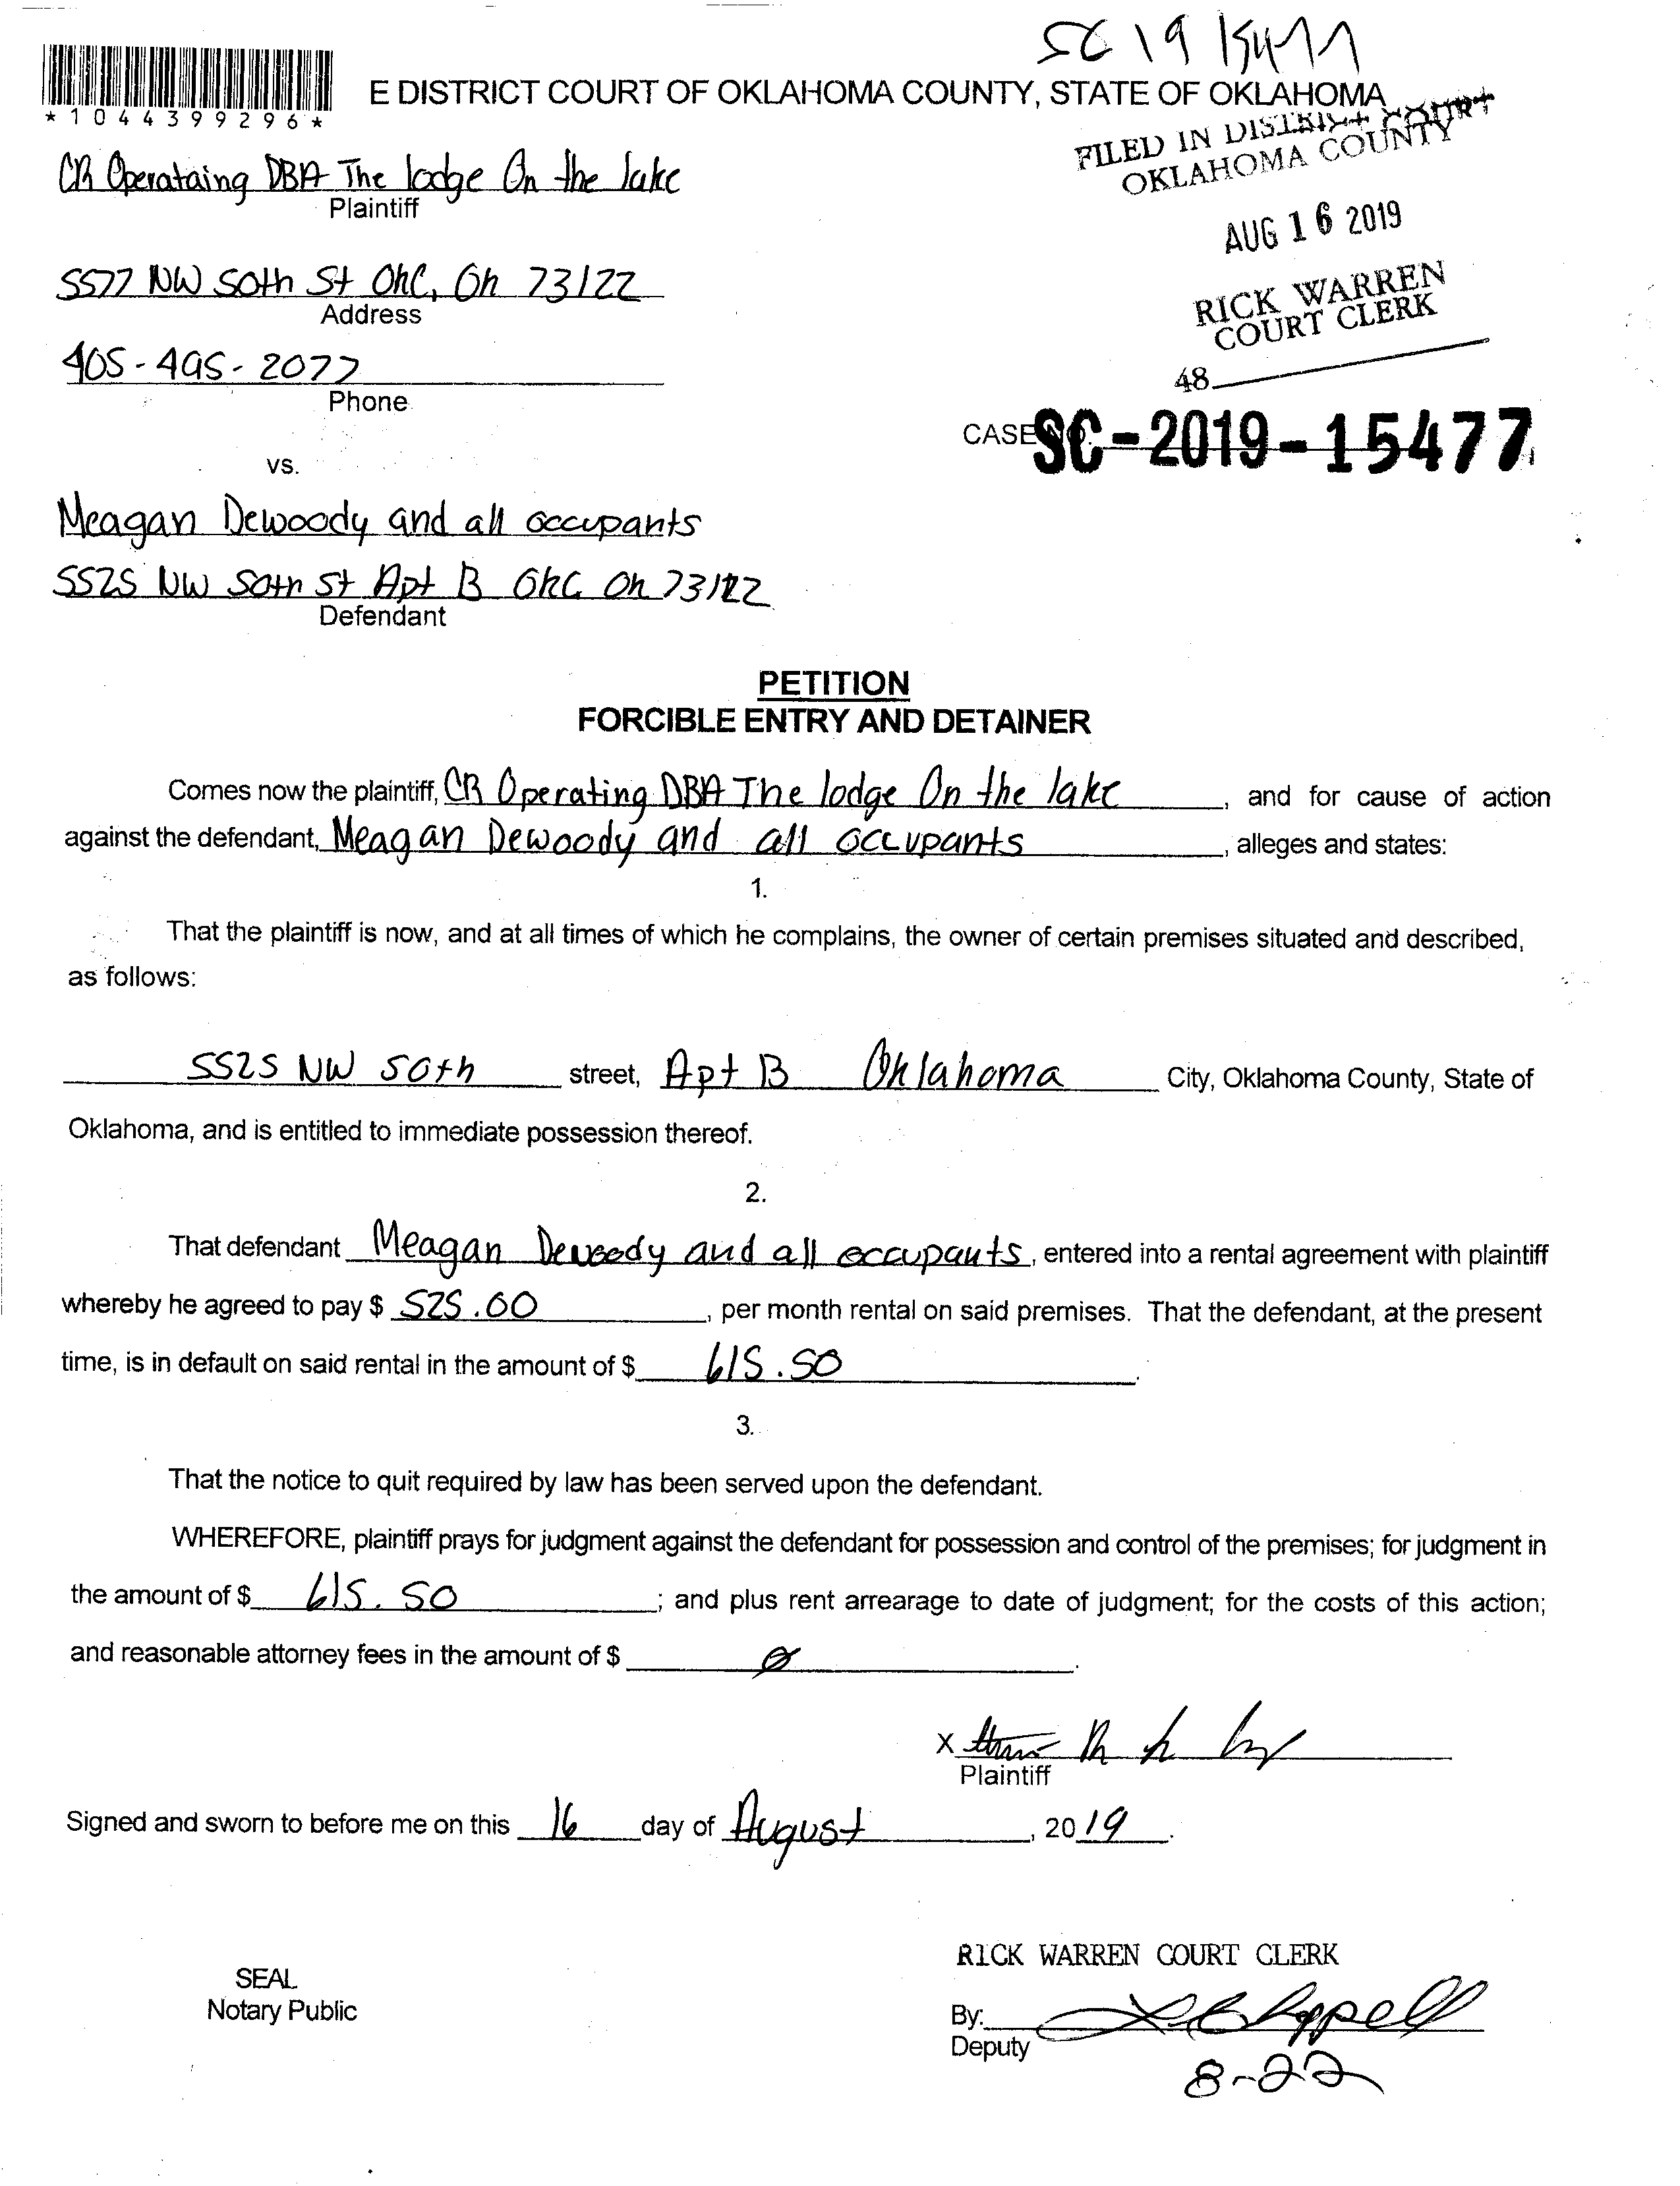 SC 19 15477
E DISTRICT COURT OF OKLAHOMA COUNTY, STATE OF OKLAHOMA
*1044399296*
FILED IN DISTRICT COURT
OKLAHOMA COUNTY
CR Operataing DBA The lodge On the lake
Plaintiff
AUG 16 2019
5577 NW 50th St OKC, OK 73122
Address
RICK WARREN
COURT CLERK
405-495-2077
Phone
48
CASE NO. SC-2019-15477
vs.
Meagan Dewoody and all occupants
5525 NW 50th St Apt B OKC OK 73122
Defendant
PETITION
FORCIBLE ENTRY AND DETAINER
Comes now the plaintiff, CR Operating DBA The lodge On the lake, and for cause of action
against the defendant, Meagan Dewoody and all occupants, alleges and states:
1.
That the plaintiff is now, and at all times of which he complains, the owner of certain premises situated and described,
as follows:
5525 NW 50th street, Apt B Oklahoma City, Oklahoma County, State of
Oklahoma, and is entitled to immediate possession thereof.
2.
That defendant Meagan Dewoody and all occupants, entered into a rental agreement with plaintiff
whereby he agreed to pay $ 525.00, per month rental on said premises. That the defendant, at the present
time, is in default on said rental in the amount of $ 615.50.
3.
That the notice to quit required by law has been served upon the defendant.
WHEREFORE, plaintiff prays for judgment against the defendant for possession and control of the premises; for judgment in
the amount of $ 615.50; and plus rent arrearage to date of judgment; for the costs of this action;
and reasonable attorney fees in the amount of $ Ø.
X
Plaintiff
Signed and sworn to before me on this 16 day of August, 2019.
RICK WARREN COURT CLERK
SEAL
Notary Public
By:
Deputy
8-22